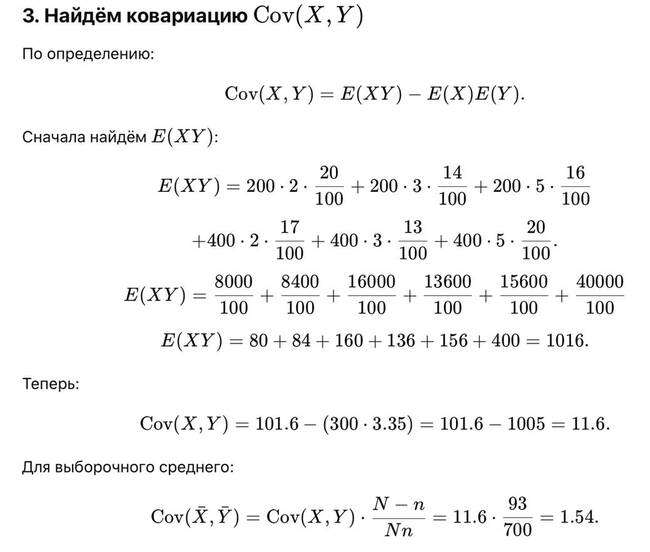 3. Найдём ковариацию Cov(X, Y)
По определению:
Cov(X, Y) = E(XY) − E(X)E(Y).
Сначала найдём E(XY):
E(XY) = 200 · 2 · 20/100 + 200 · 3 · 14/100 + 200 · 5 · 16/100
+400 · 2 · 17/100 + 400 · 3 · 13/100 + 400 · 5 · 20/100.
E(XY) = 8000/100 + 8400/100 + 16000/100 + 13600/100 + 15600/100 + 40000/100
E(XY) = 80 + 84 + 160 + 136 + 156 + 400 = 1016.
Теперь:
Cov(X, Y) = 101.6 − (300 · 3.35) = 101.6 − 1005 = 11.6.
Для выборочного среднего:
Cov(X̄, Ȳ) = Cov(X, Y) · N − n/Nn = 11.6 · 93/700 = 1.54.